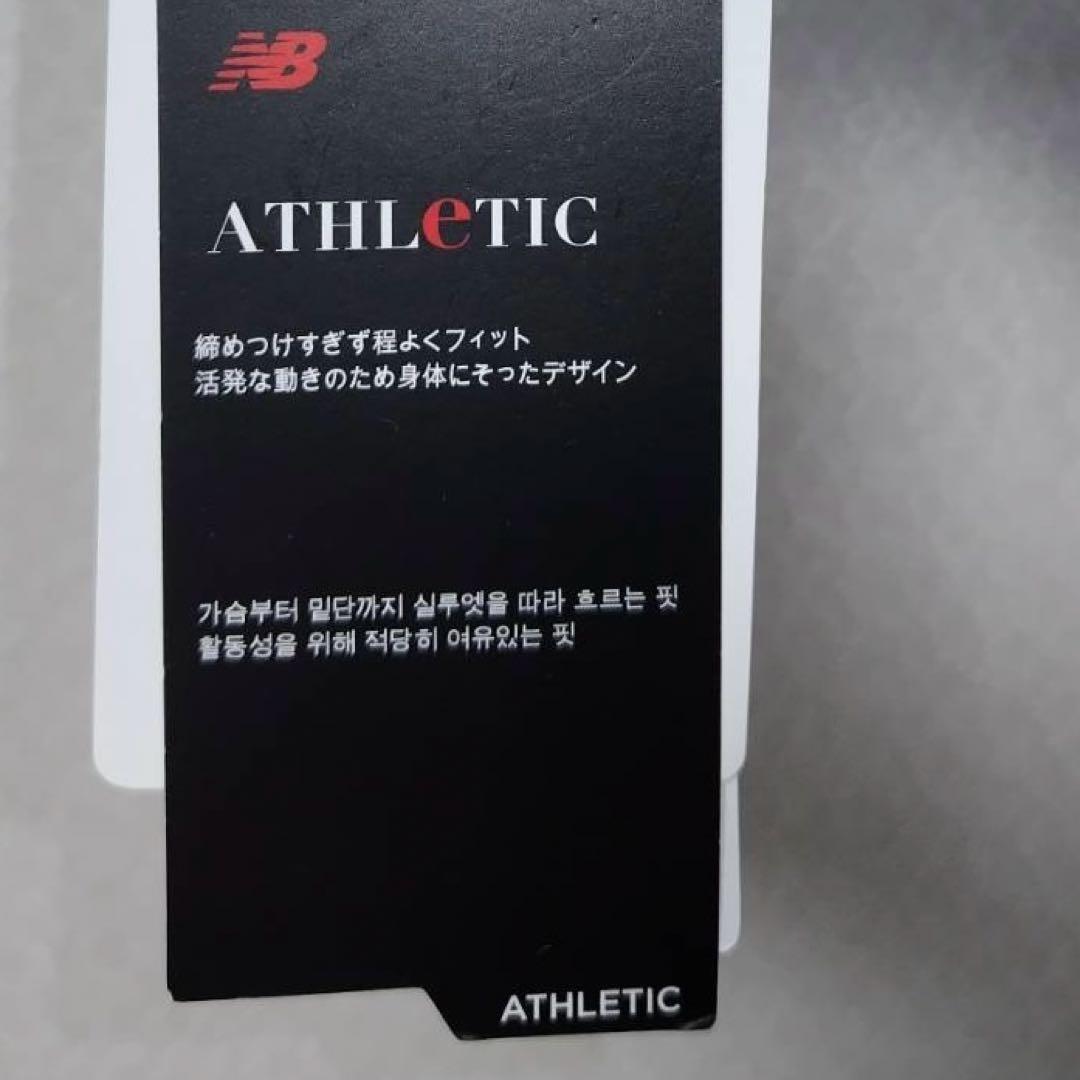 NB
ATHLeTIC
締めつけすぎず程よくフィット
活発な動きのため身体にそったデザイン
가슴부터 밑단까지 실루엣을 따라 흐르는 핏
활동성을 위해 적당히 여유있는 핏
ATHLETIC